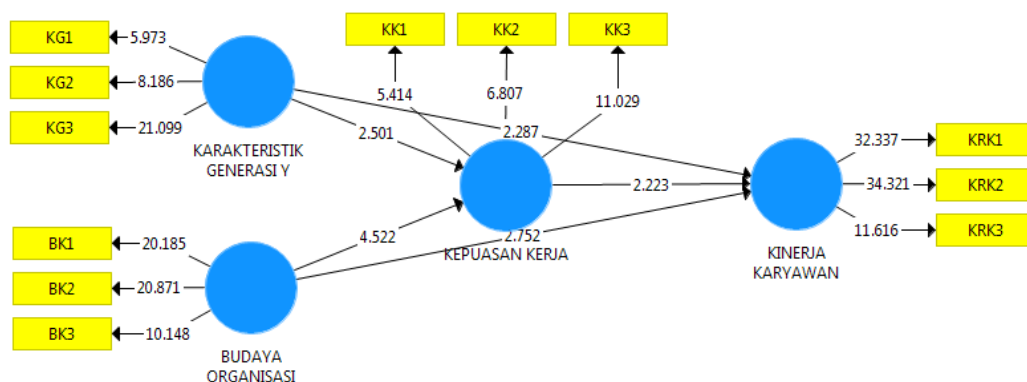 KG1
5.973
KG2
8.186
KG3
21.099
KARAKTERISTIK
GENERASI Y
KK1
KK2
KK3
5.414
6.807
11.029
2.501
2.287
KEPUASAN KERJA
2.223
4.522
2.752
BK1
20.185
BK2
20.871
BK3
10.148
BUDAYA
ORGANISASI
KINERJA
KARYAWAN
32.337
KRK1
34.321
KRK2
11.616
KRK3